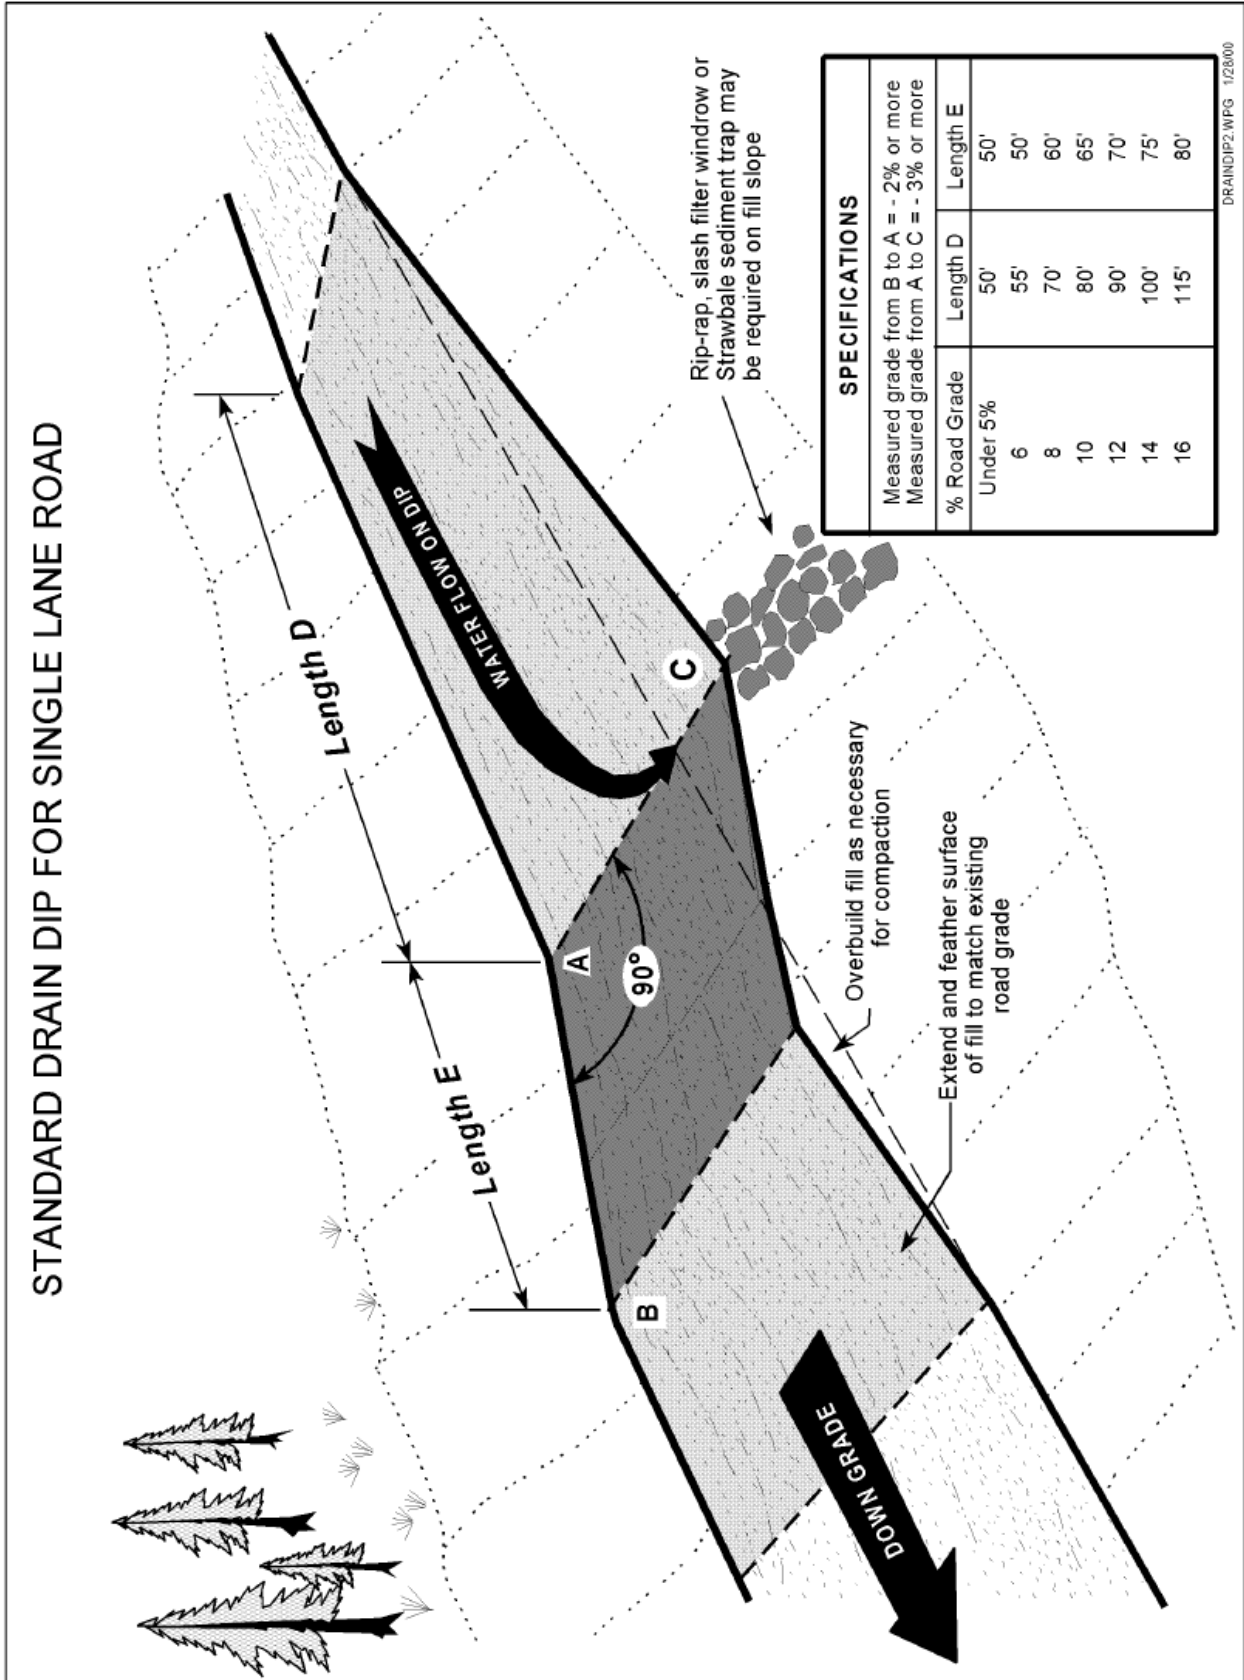 STANDARD DRAIN DIP FOR SINGLE LANE ROAD
Length E
Length D
WATER FLOW ON DIP
B
A
90°
C
DOWN GRADE
Overbuild fill as necessary
for compaction
Extend and feather surface
of fill to match existing
road grade
Rip-rap, slash filter windrow or
Strawbale sediment trap may
be required on fill slope
SPECIFICATIONS
Measured grade from B to A = - 2% or more
Measured grade from A to C = - 3% or more
% Road Grade Length D Length E
Under 5% 50' 50'
6 55' 50'
8 70' 60'
10 80' 65'
12 90' 70'
14 100' 75'
16 115' 80'
DRAINDIP2.WPG 1/28/00